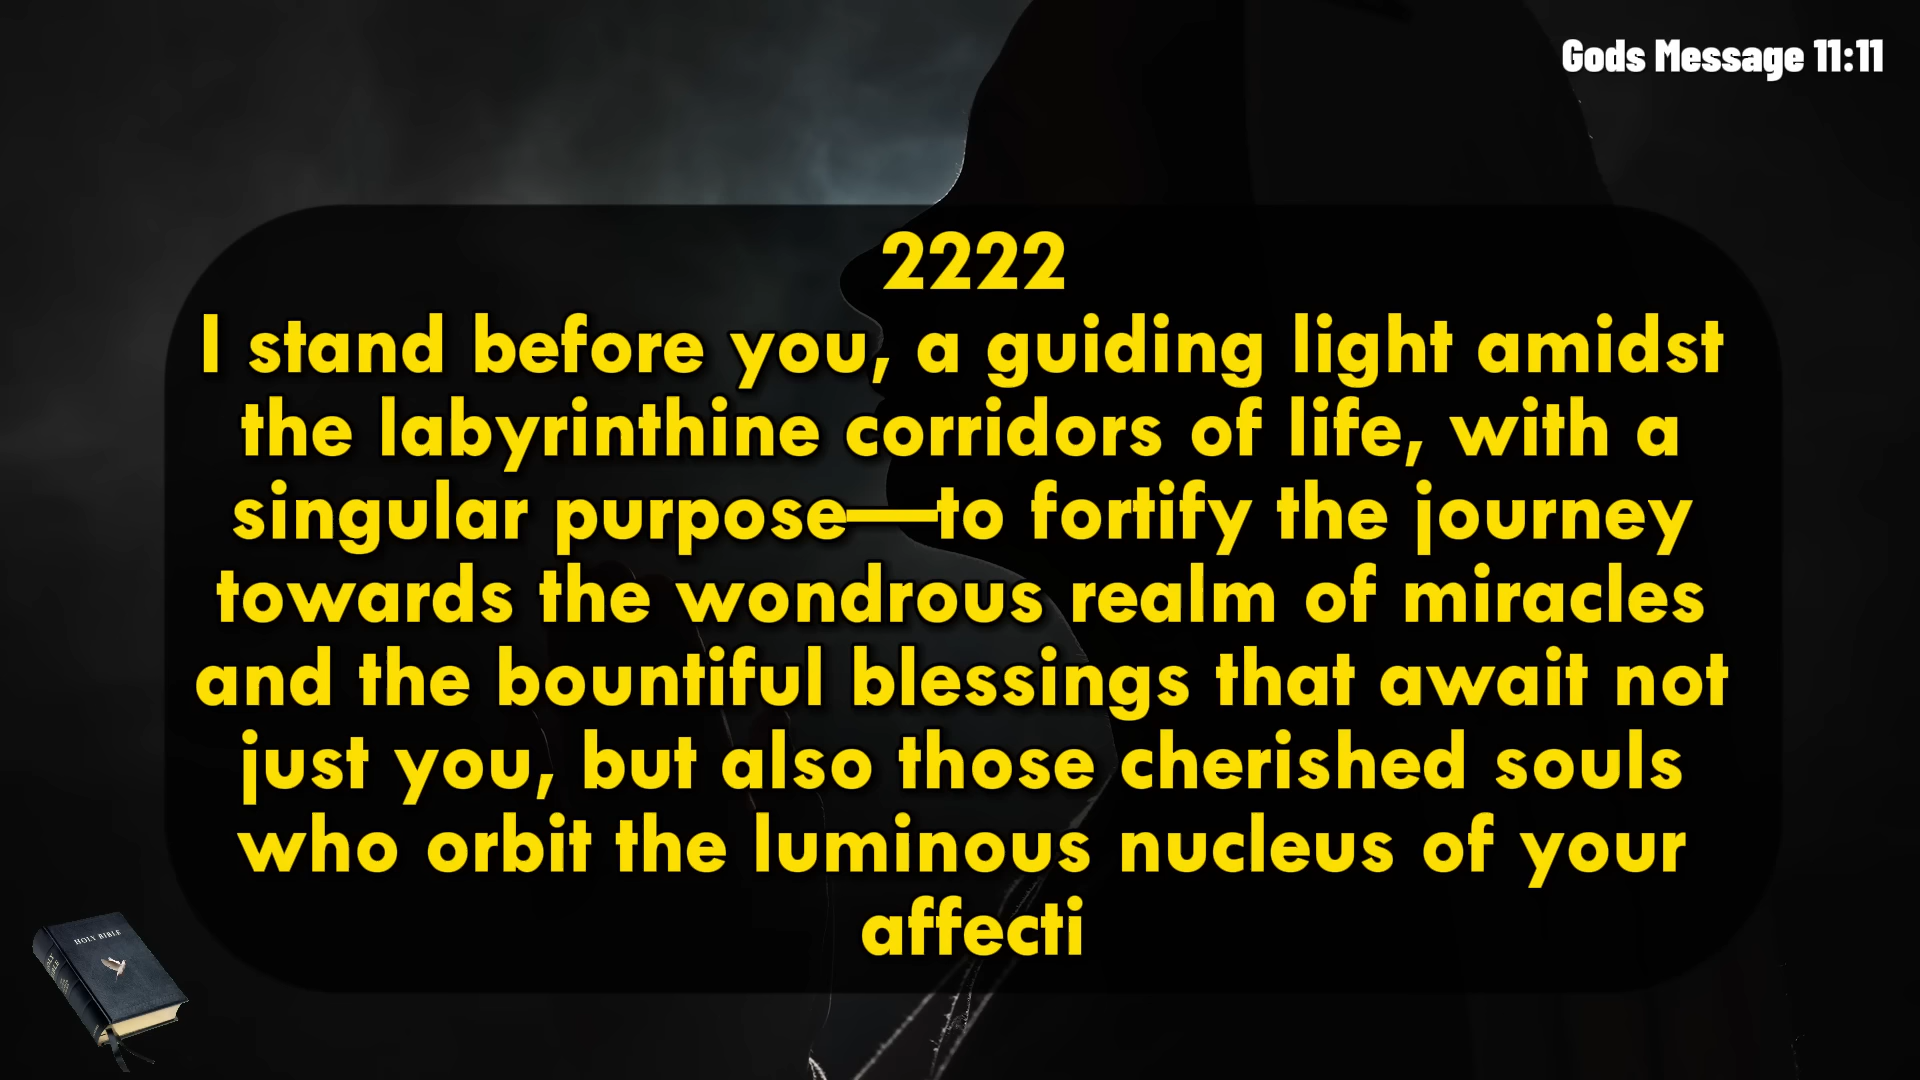 Gods Message 11:11
2222
I stand before you, a guiding light amidst
the labyrinthine corridors of life, with a
singular purpose—to fortify the journey
towards the wondrous realm of miracles
and the bountiful blessings that await not
just you, but also those cherished souls
who orbit the luminous nucleus of your
affecti
HOLY BIBLE